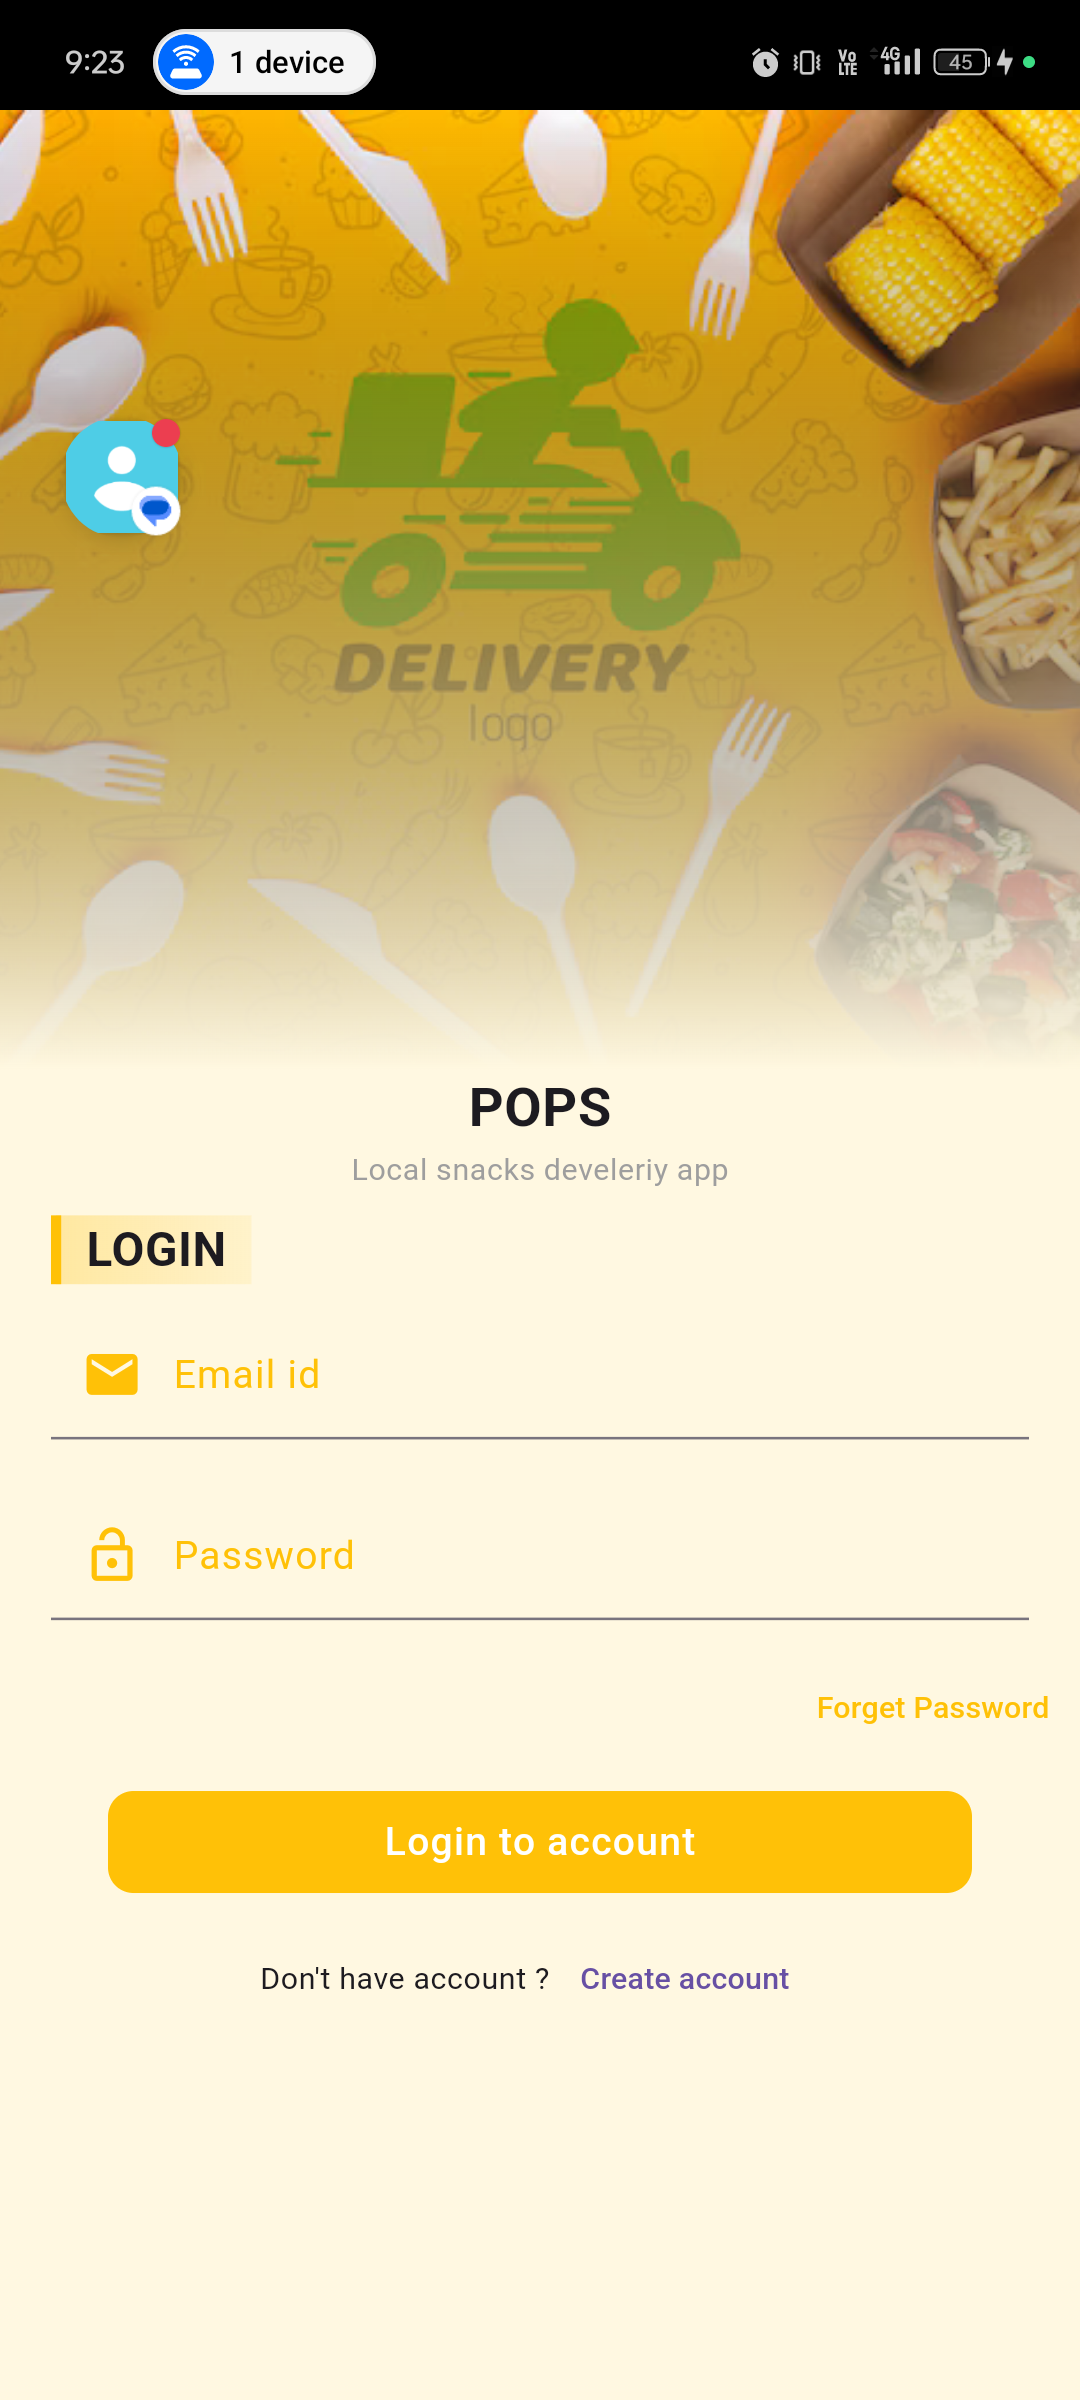 9:23 1 device Vo LTE 4G 45
DELIVERY
logo
POPS
Local snacks develeriy app
LOGIN
Email id
Password
Forget Password
Login to account
Don't have account ? Create account